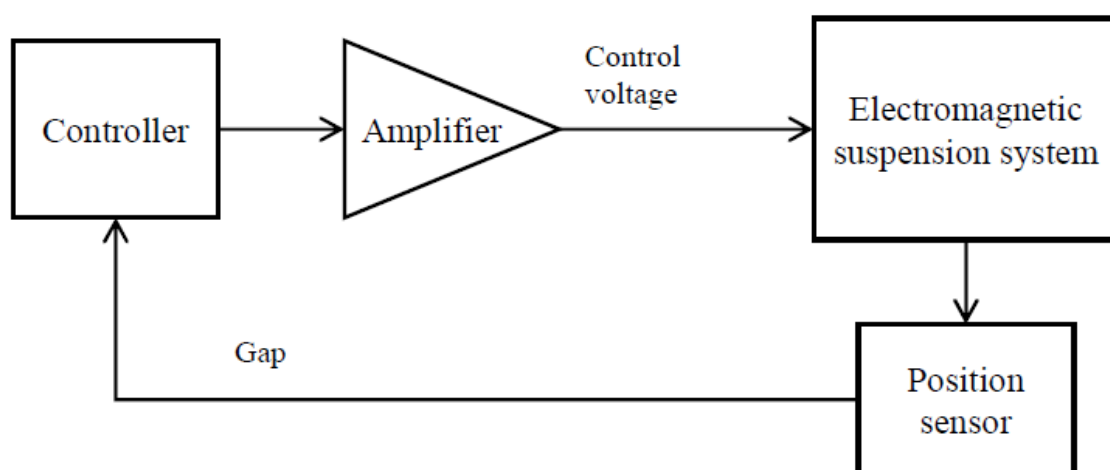 Controller
Amplifier
Control
voltage
Electromagnetic
suspension system
Gap
Position
sensor